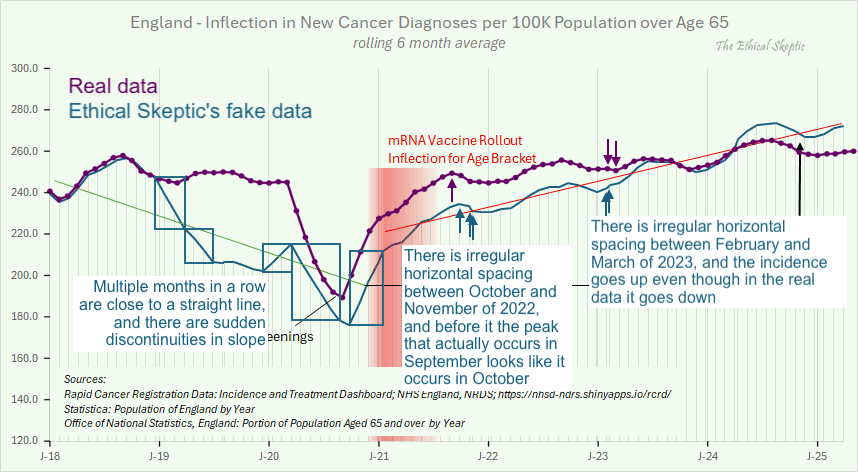 England - Inflection in New Cancer Diagnoses per 100K Population over Age 65
rolling 6 month average
The Ethical Skeptic
300.0
280.0
260.0
240.0
220.0
200.0
180.0
160.0
140.0
120.0
Real data
Ethical Skeptic's fake data
mRNA Vaccine Rollout
Inflection for Age Bracket
Multiple months in a row
are close to a straight line,
and there are sudden
discontinuities in slope
eenings
There is irregular
horizontal spacing
between October and
November of 2022,
and before it the peak
that actually occurs in
September looks like it
occurs in October
There is irregular horizontal
spacing between February and
March of 2023, and the incidence
goes up even though in the real
data it goes down
Sources:
Rapid Cancer Registration Data: Incidence and Treatment Dashboard; NHS England, NRDS; https://nhsd-ndrs.shinyapps.io/rcrd/
Statistica: Population of England by Year
Office of National Statistics, England: Portion of Population Aged 65 and over by Year
J-18
J-19
J-20
J-21
J-22
J-23
J-24
J-25